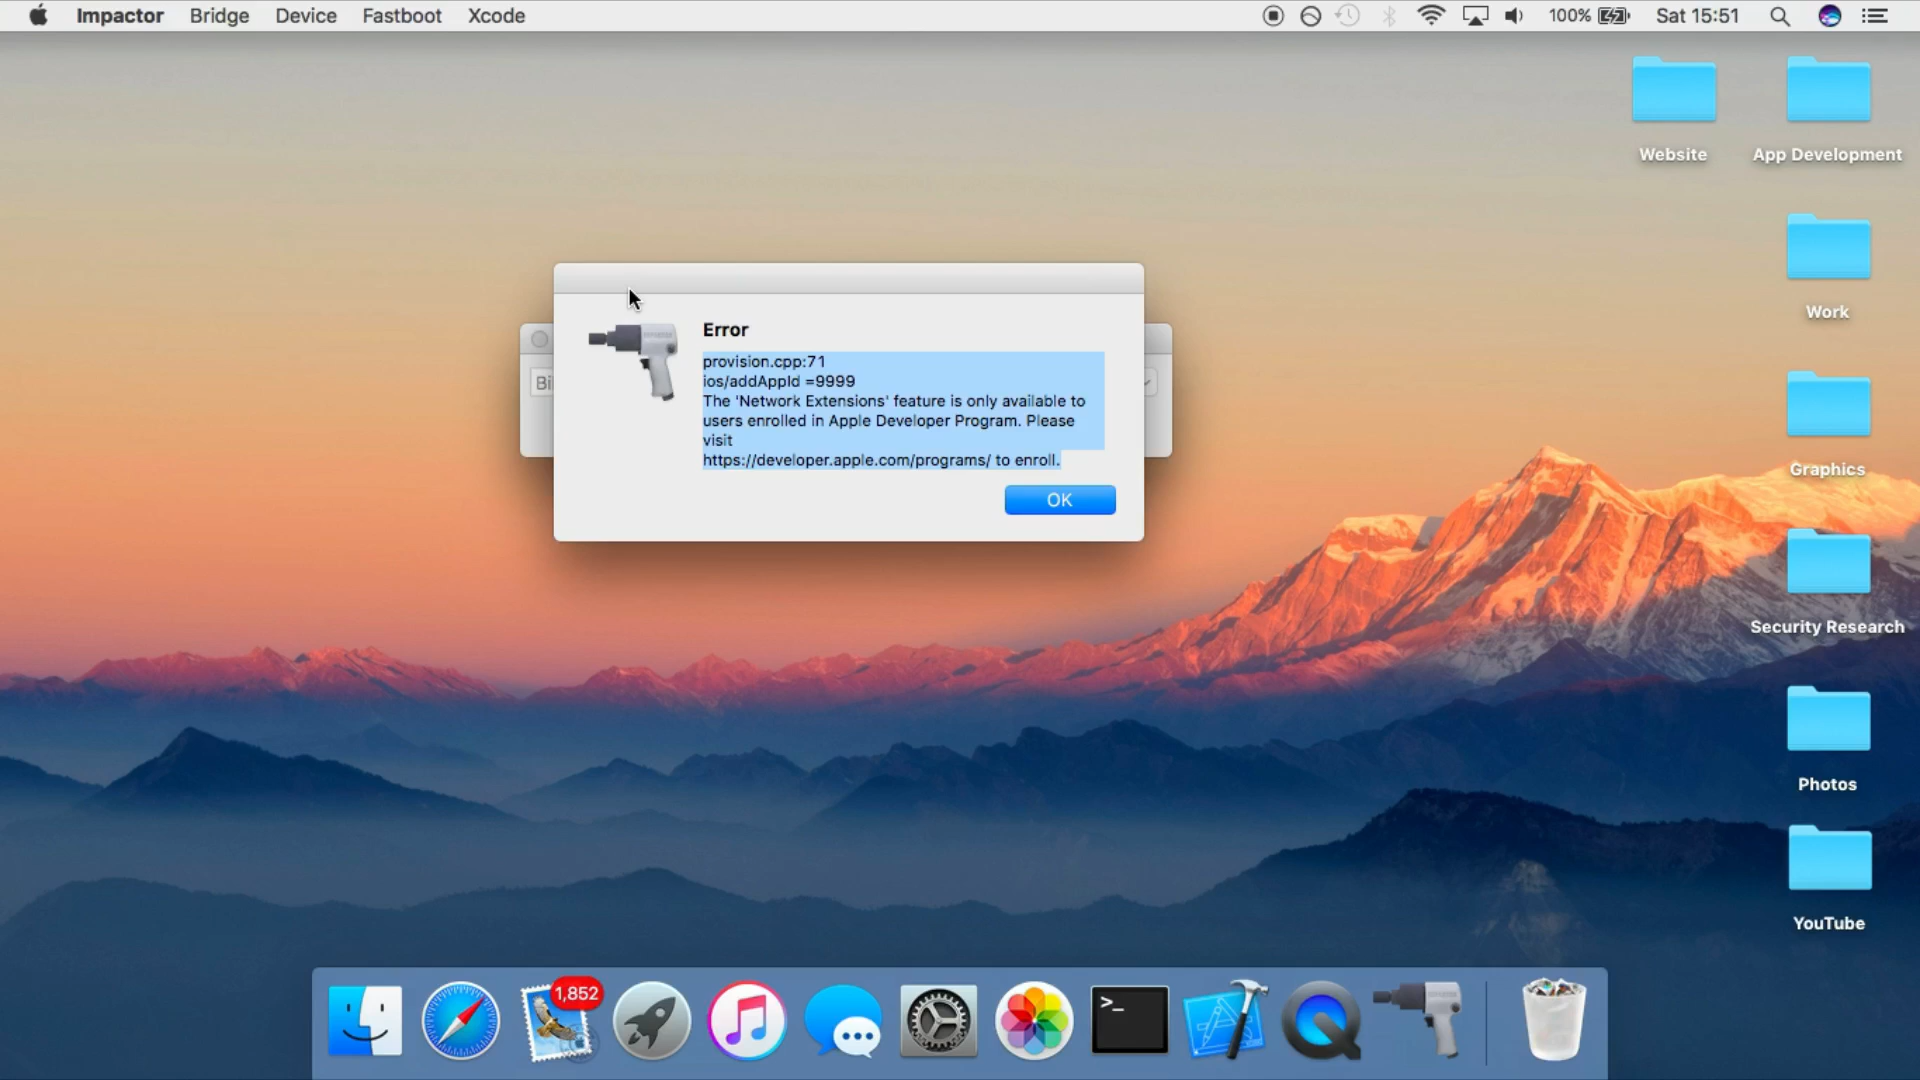 Impactor Bridge Device Fastboot Xcode 100% Sat 15:51
Website
App Development
Work
Graphics
Security Research
Photos
YouTube
Error
provision.cpp:71
ios/addAppId =9999
The 'Network Extensions' feature is only available to
users enrolled in Apple Developer Program. Please
visit
https://developer.apple.com/programs/ to enroll.
OK
Bi
1,852
>_